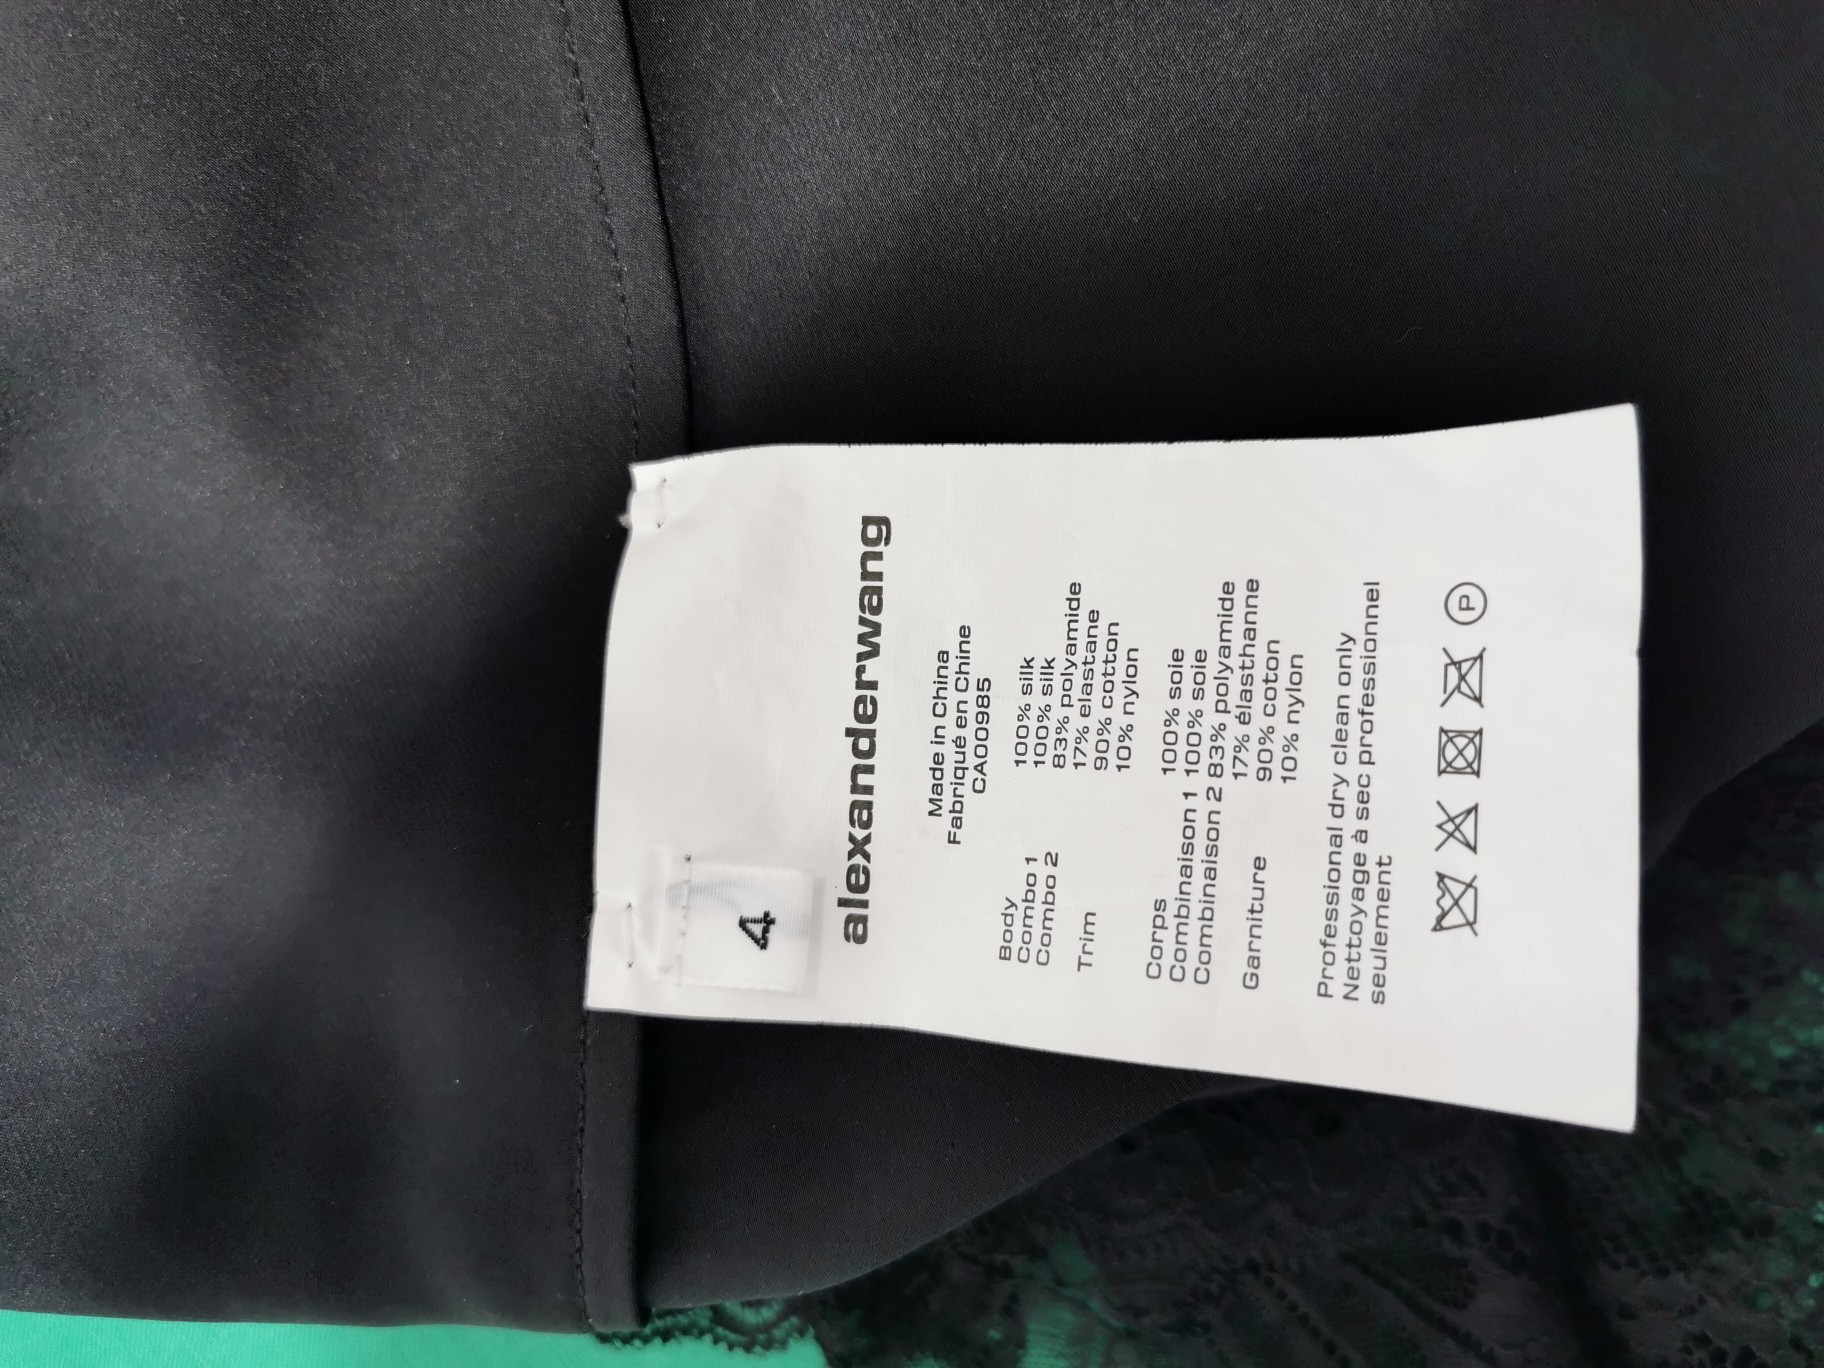 4
alexanderwang
Made in China
Fabriqué en Chine
CA00985
Body 100% silk
Combo 1 100% silk
Combo 2 83% polyamide
17% elastane
Trim 90% cotton
10% nylon
Corps 100% soie
Combinaison 1 100% soie
Combinaison 2 83% polyamide
17% élasthanne
Garniture 90% coton
10% nylon
Professional dry clean only
Nettoyage à sec professionnel
seulement
P